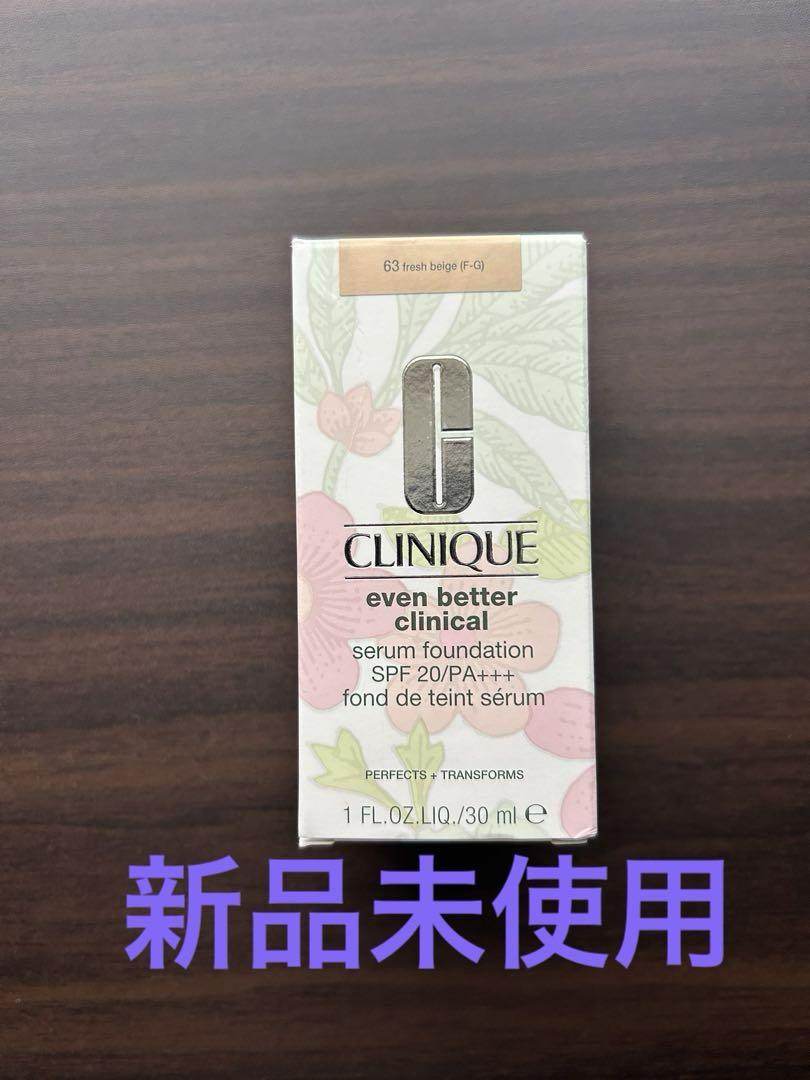 63 fresh beige (F-G)
CLINIQUE
even better
clinical
serum foundation
SPF 20/PA+++
fond de teint sérum
PERFECTS + TRANSFORMS
1 FL.OZ.LIQ./30 ml ℮
新品未使用